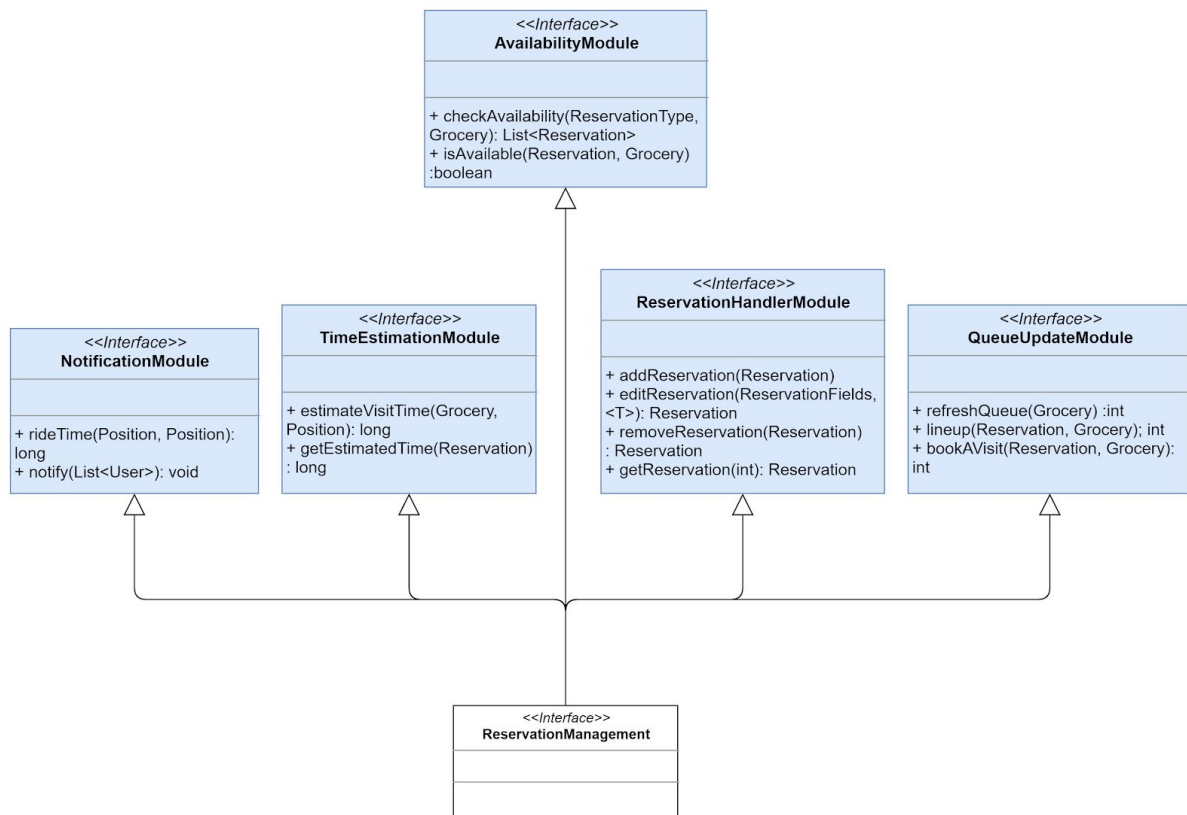 <<Interface>>
AvailabilityModule
+ checkAvailability(ReservationType,
Grocery): List<Reservation>
+ isAvailable(Reservation, Grocery)
:boolean
<<Interface>>
NotificationModule
+ rideTime(Position, Position):
long
+ notify(List<User>): void
<<Interface>>
TimeEstimationModule
+ estimateVisitTime(Grocery,
Position): long
+ getEstimatedTime(Reservation)
: long
<<Interface>>
ReservationHandlerModule
+ addReservation(Reservation)
+ editReservation(ReservationFields,
<T>): Reservation
+ removeReservation(Reservation)
: Reservation
+ getReservation(int): Reservation
<<Interface>>
QueueUpdateModule
+ refreshQueue(Grocery) :int
+ lineup(Reservation, Grocery); int
+ bookAVisit(Reservation, Grocery):
int
<<Interface>>
ReservationManagement